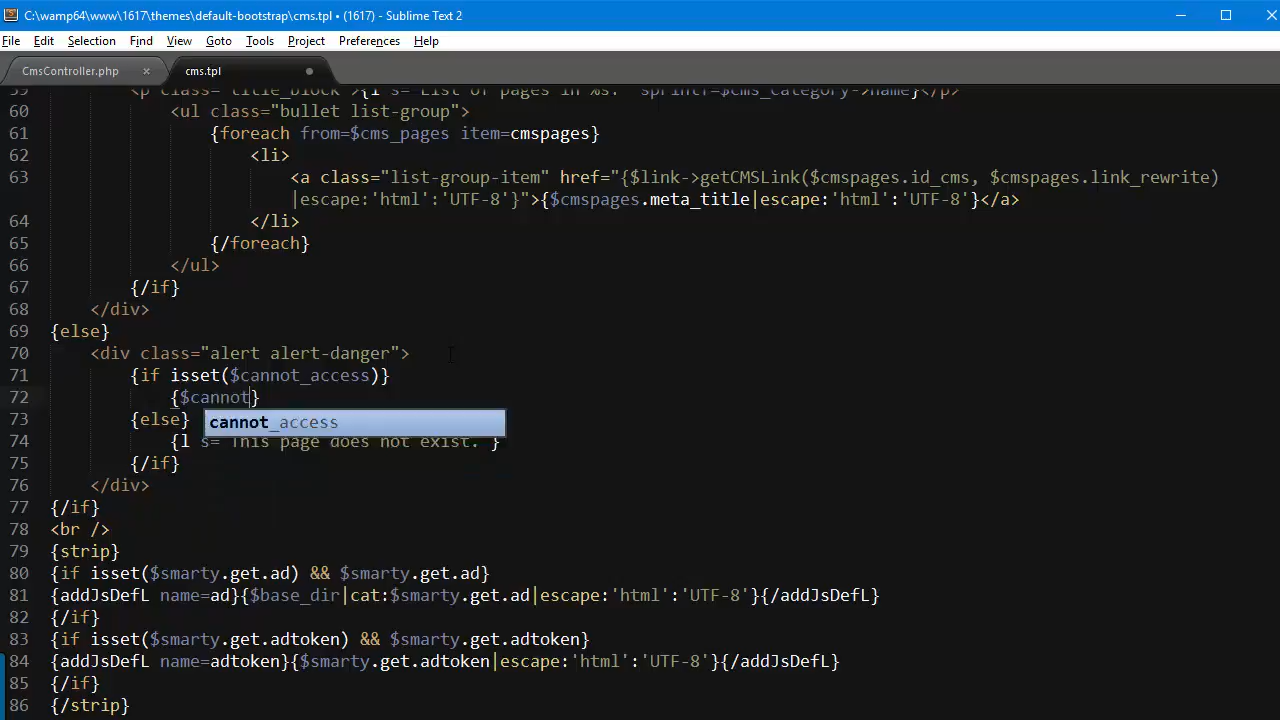 C:\wamp64\www\1617\themes\default-bootstrap\cms.tpl • (1617) - Sublime Text 2
File Edit Selection Find View Goto Tools Project Preferences Help
CmsController.php × cms.tpl
59 <p class="title_block">{l s='List of pages in %s:' sprintf=$cms_category->name}</p>
60 <ul class="bullet list-group">
61 {foreach from=$cms_pages item=cmspages}
62 <li>
63 <a class="list-group-item" href="{$link->getCMSLink($cmspages.id_cms, $cmspages.link_rewrite)
|escape:'html':'UTF-8'}">{$cmspages.meta_title|escape:'html':'UTF-8'}</a>
64 </li>
65 {/foreach}
66 </ul>
67 {/if}
68 </div>
69 {else}
70 <div class="alert alert-danger">
71 {if isset($cannot_access)}
72 {$cannot}
73 {else}
cannot_access
74 {l s='This page does not exist.'}
75 {/if}
76 </div>
77 {/if}
78 <br />
79 {strip}
80 {if isset($smarty.get.ad) && $smarty.get.ad}
81 {addJsDefL name=ad}{$base_dir|cat:$smarty.get.ad|escape:'html':'UTF-8'}{/addJsDefL}
82 {/if}
83 {if isset($smarty.get.adtoken) && $smarty.get.adtoken}
84 {addJsDefL name=adtoken}{$smarty.get.adtoken|escape:'html':'UTF-8'}{/addJsDefL}
85 {/if}
86 {/strip}